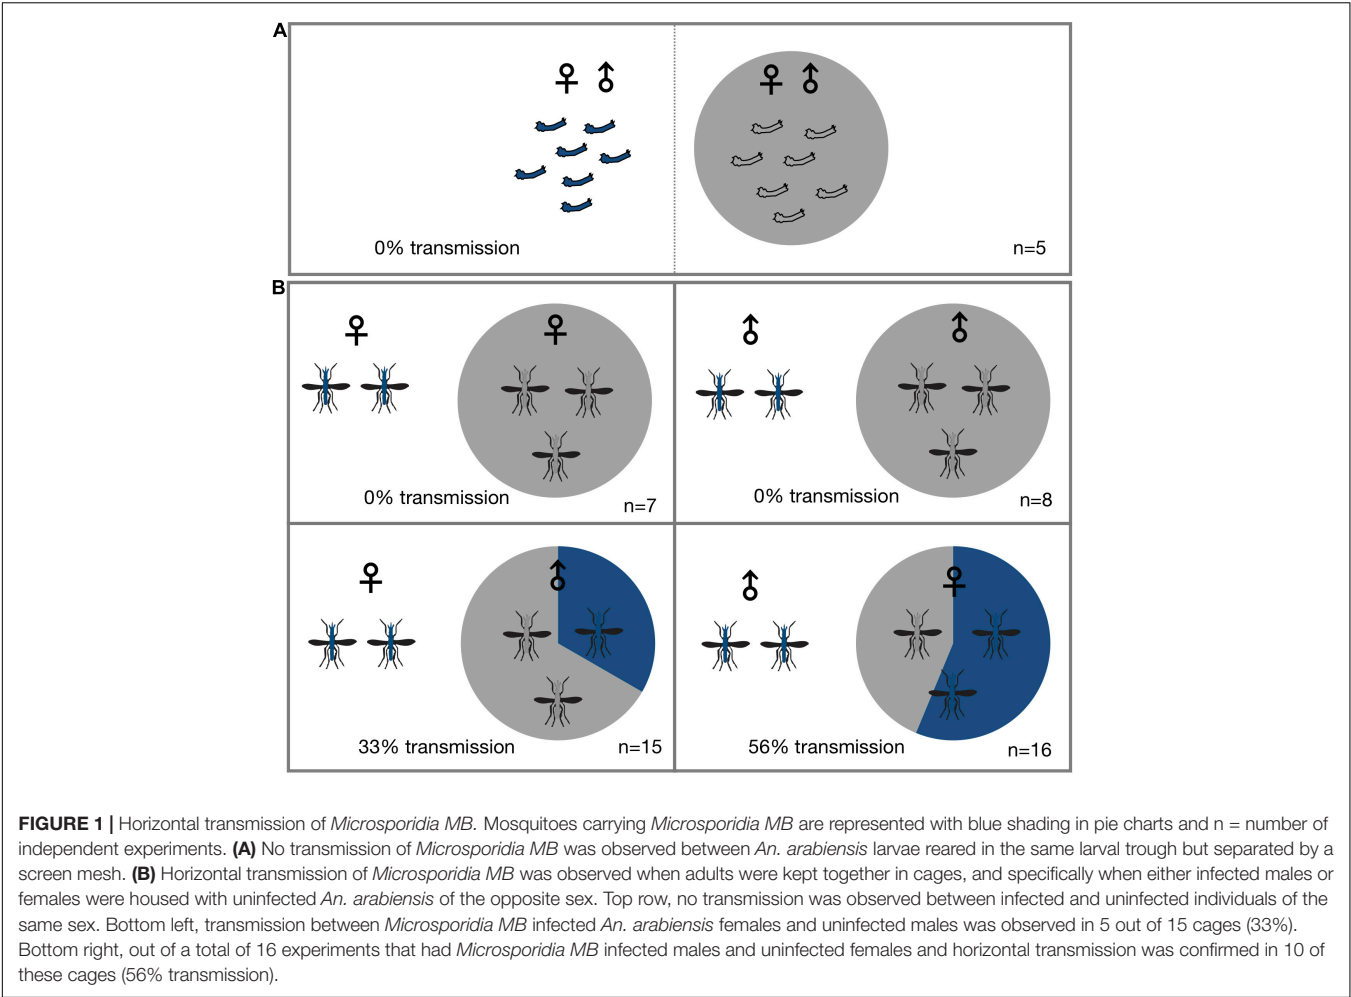 A
♀ ♂
♀ ♂
0% transmission
n=5
B
♀
♀
0% transmission
n=7
♂
♂
0% transmission
n=8
♀
♂
33% transmission
n=15
♂
♀
56% transmission
n=16
FIGURE 1 | Horizontal transmission of Microsporidia MB. Mosquitoes carrying Microsporidia MB are represented with blue shading in pie charts and n = number of
independent experiments. (A) No transmission of Microsporidia MB was observed between An. arabiensis larvae reared in the same larval trough but separated by a
screen mesh. (B) Horizontal transmission of Microsporidia MB was observed when adults were kept together in cages, and specifically when either infected males or
females were housed with uninfected An. arabiensis of the opposite sex. Top row, no transmission was observed between infected and uninfected individuals of the
same sex. Bottom left, transmission between Microsporidia MB infected An. arabiensis females and uninfected males was observed in 5 out of 15 cages (33%).
Bottom right, out of a total of 16 experiments that had Microsporidia MB infected males and uninfected females and horizontal transmission was confirmed in 10 of
these cages (56% transmission).